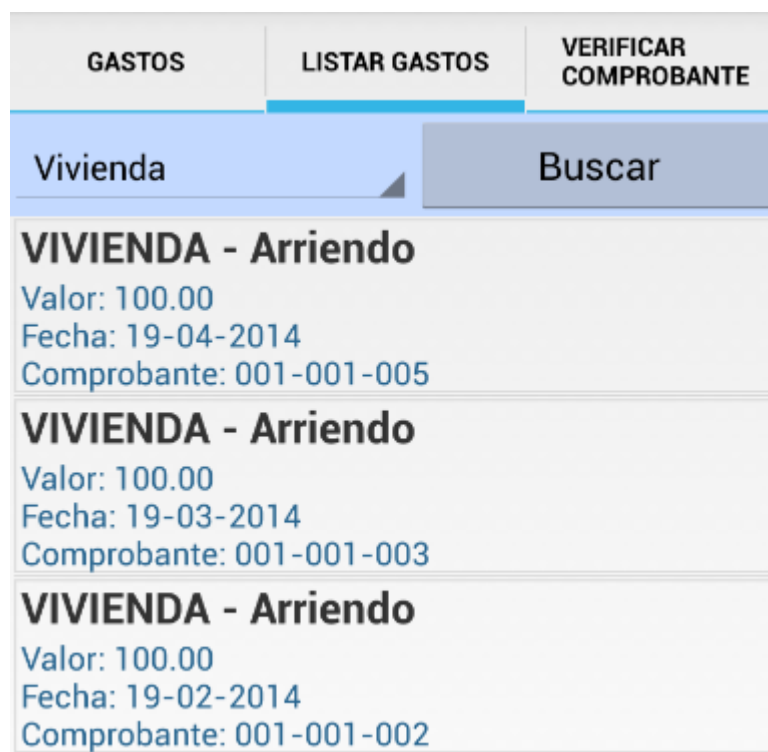 GASTOS
LISTAR GASTOS
VERIFICAR
COMPROBANTE
Vivienda
Buscar
VIVIENDA - Arriendo
Valor: 100.00
Fecha: 19-04-2014
Comprobante: 001-001-005
VIVIENDA - Arriendo
Valor: 100.00
Fecha: 19-03-2014
Comprobante: 001-001-003
VIVIENDA - Arriendo
Valor: 100.00
Fecha: 19-02-2014
Comprobante: 001-001-002